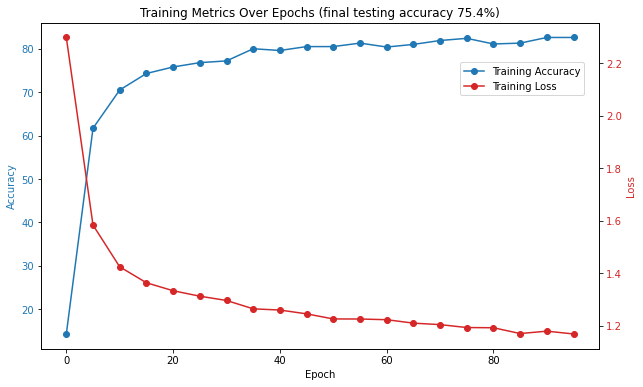 Training Metrics Over Epochs (final testing accuracy 75.4%)
80
70
60
50
40
30
20
Accuracy
2.2
2.0
1.8
1.6
1.4
1.2
Loss
Training Accuracy
Training Loss
0 20 40 60 80
Epoch